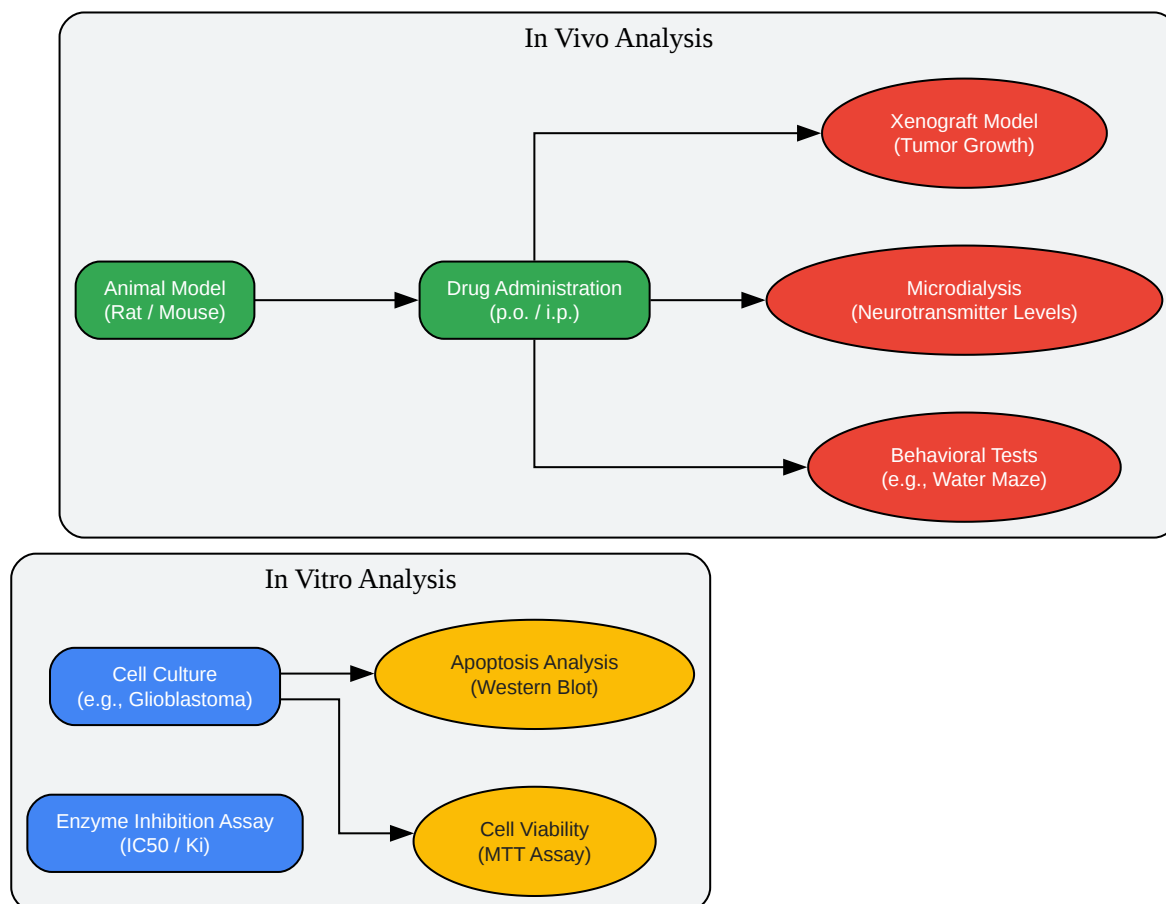 In Vivo Analysis
Xenograft Model
(Tumor Growth)
Animal Model
(Rat / Mouse)
Drug Administration
(p.o. / i.p.)
Microdialysis
(Neurotransmitter Levels)
Behavioral Tests
(e.g., Water Maze)
In Vitro Analysis
Cell Culture
(e.g., Glioblastoma)
Apoptosis Analysis
(Western Blot)
Enzyme Inhibition Assay
(IC50 / Ki)
Cell Viability
(MTT Assay)